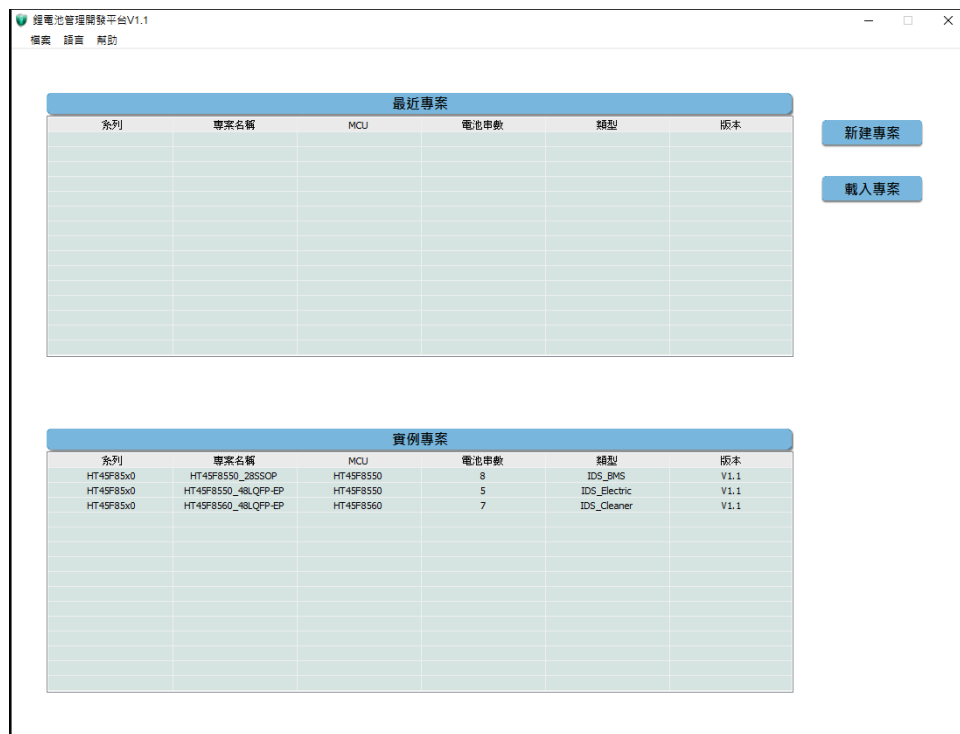 鋰電池管理開發平台V1.1
檔案 語言 幫助
最近專案
系列 專案名稱 MCU 電池串數 類型 版本
新建專案
載入專案
實例專案
系列 專案名稱 MCU 電池串數 類型 版本
HT45F85x0 HT45F8550_28SSOP HT45F8550 8 IDS_BMS V1.1
HT45F85x0 HT45F8550_48LQFP-EP HT45F8550 5 IDS_Electric V1.1
HT45F85x0 HT45F8560_48LQFP-EP HT45F8560 7 IDS_Cleaner V1.1